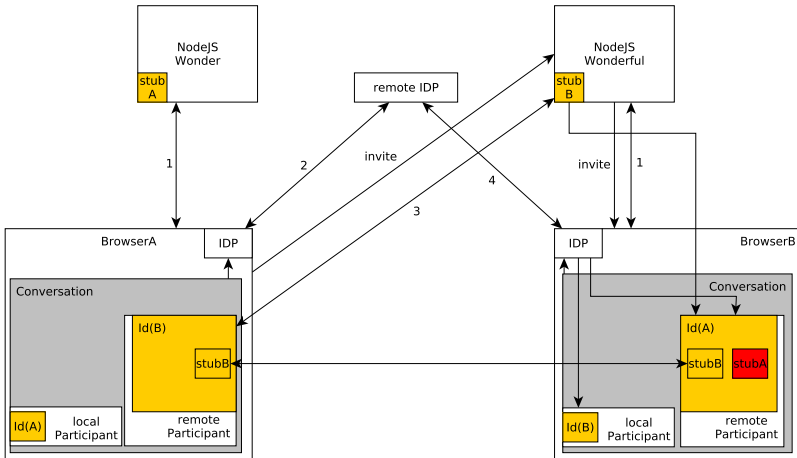 NodeJS
Wonder
stub
A
remote IDP
NodeJS
Wonderful
stub
B
1
2
invite
3
4
invite
1
BrowserA
IDP
IDP
BrowserB
Conversation
Id(B)
stubB
Id(A)
local
Participant
remote
Participant
Conversation
Id(A)
stubB
stubA
Id(B)
local
Participant
remote
Participant